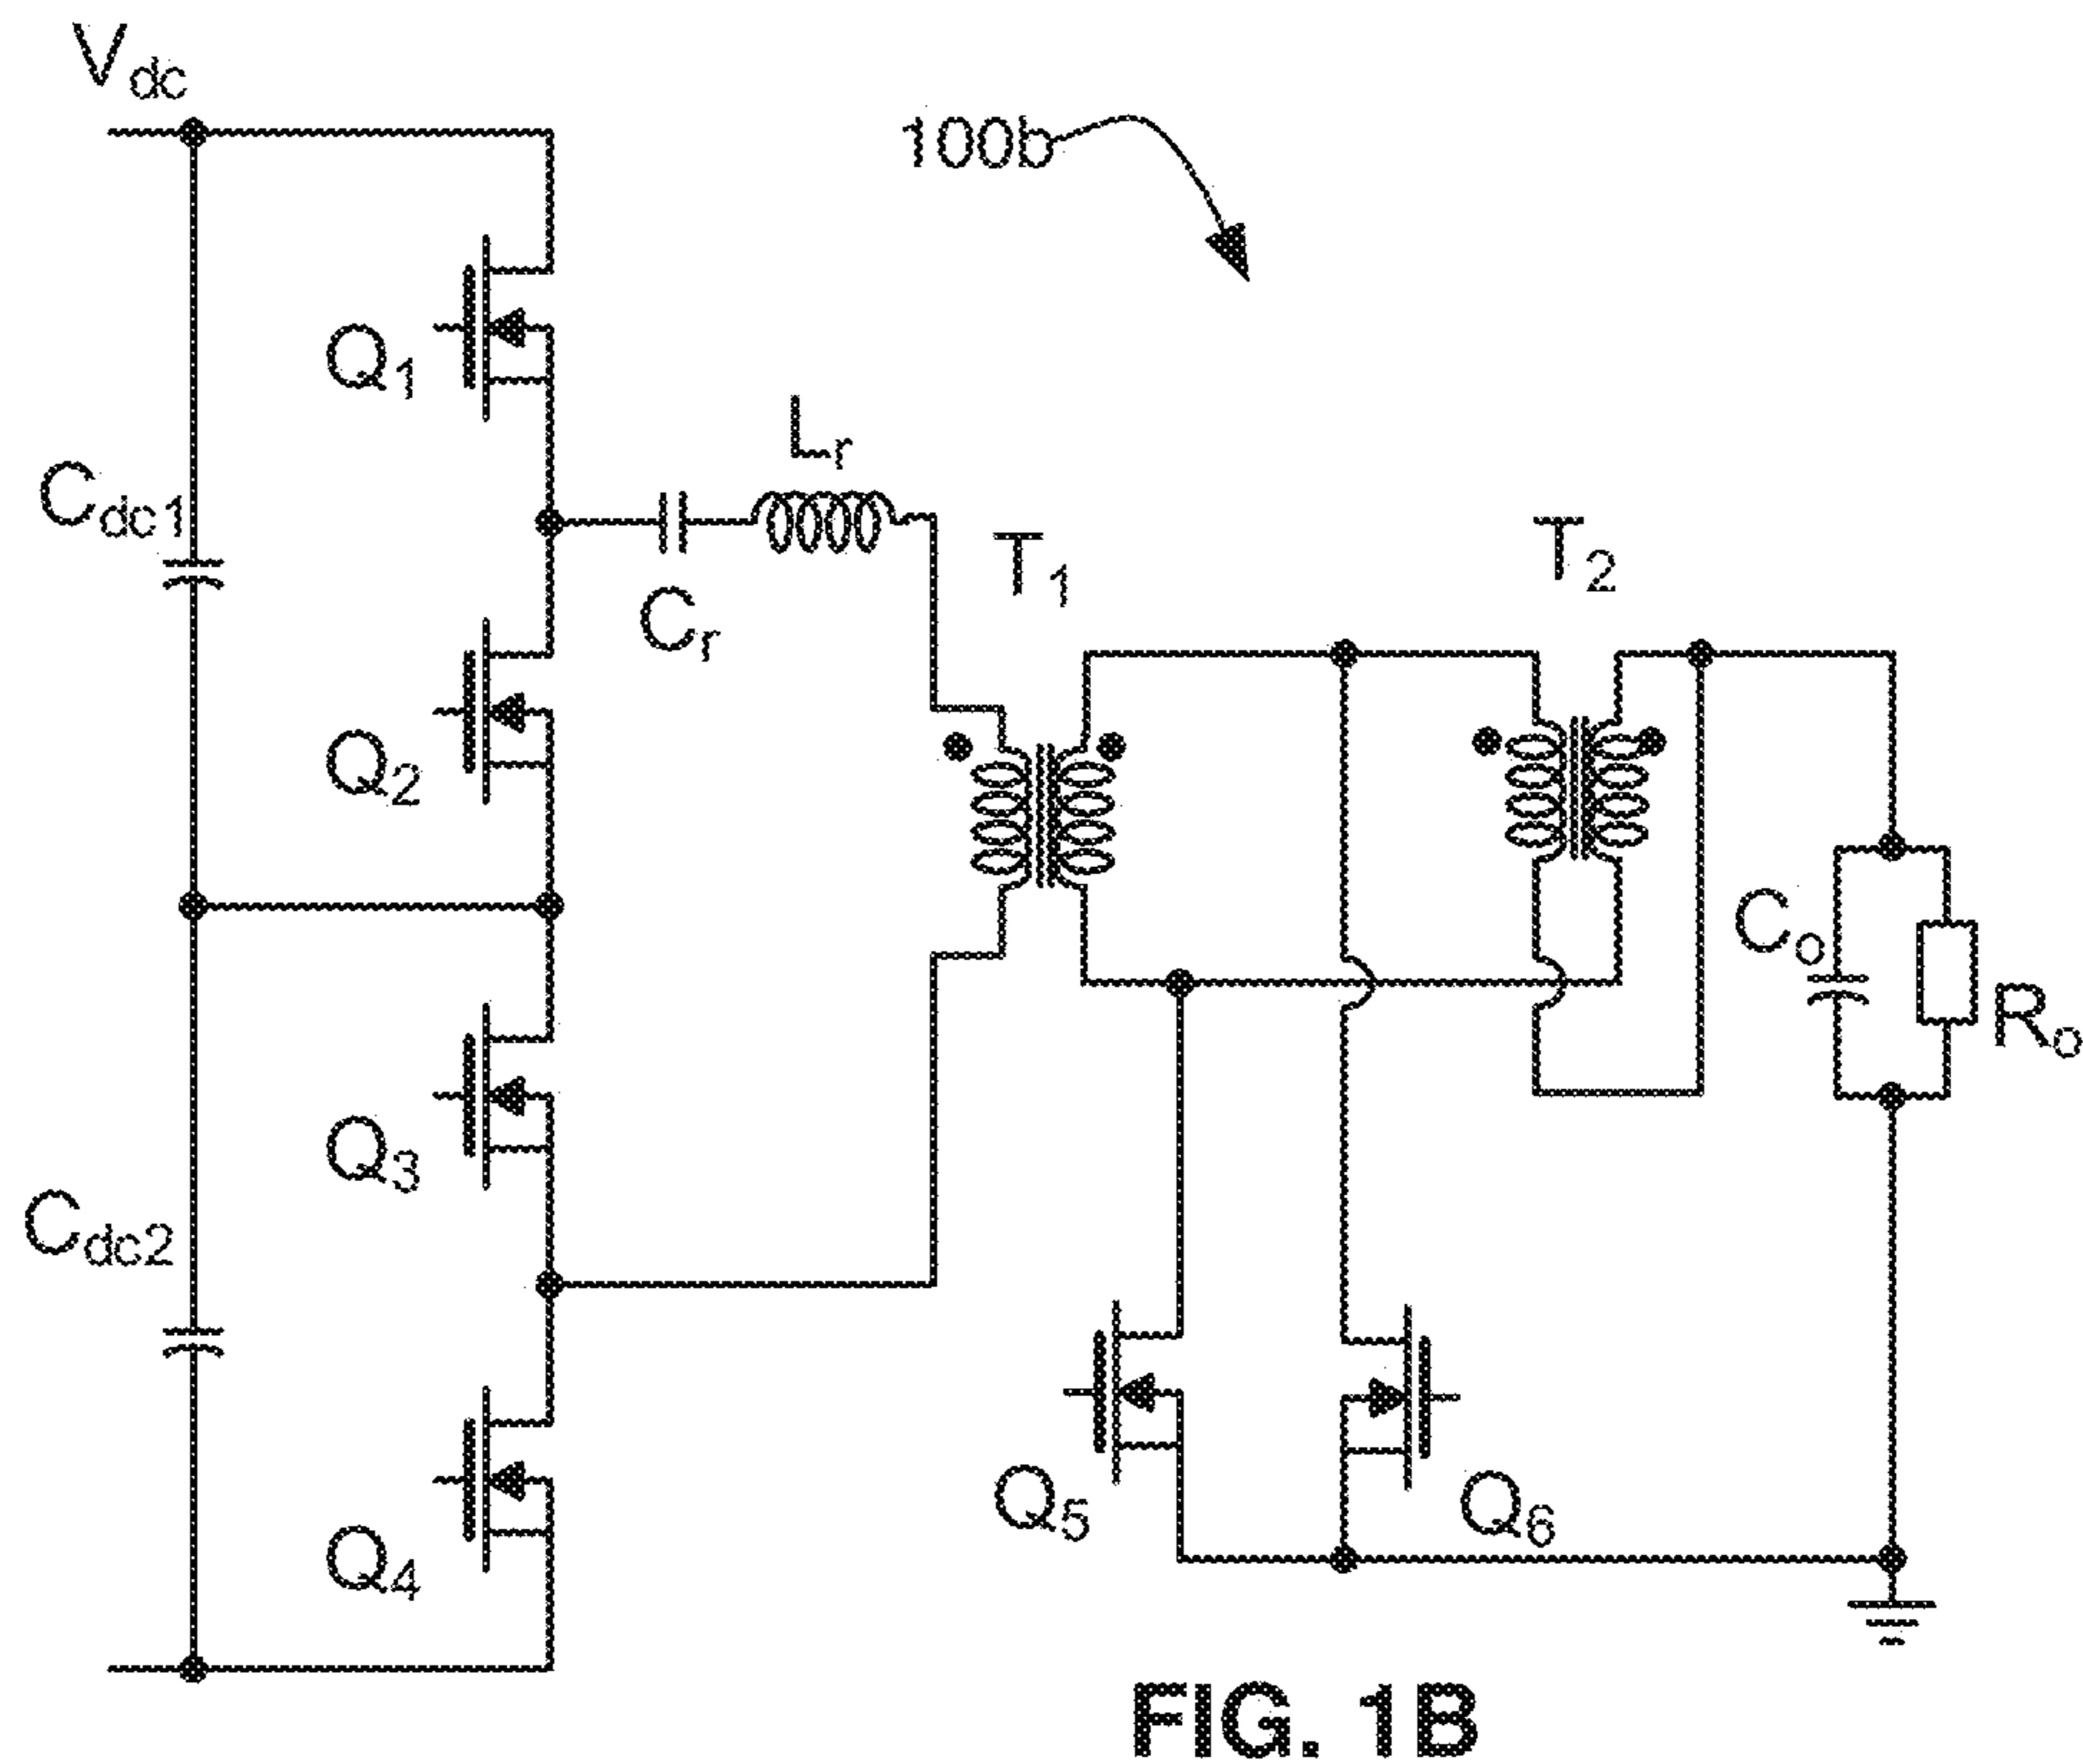 Vdc
100b
Q1
Lr
Cdc1
T1
T2
Cr
Q2
Co
Ro
Q3
Cdc2
Q5
Q6
Q4
FIG. 1B